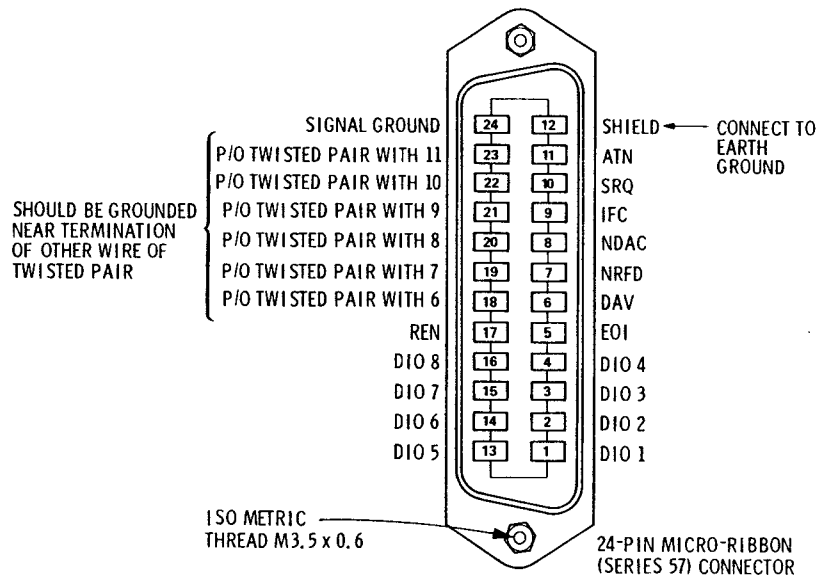 SIGNAL GROUND 24 12 SHIELD CONNECT TO
EARTH
GROUND
P/O TWISTED PAIR WITH 11 23 11 ATN
P/O TWISTED PAIR WITH 10 22 10 SRQ
SHOULD BE GROUNDED
NEAR TERMINATION
OF OTHER WIRE OF
TWISTED PAIR
P/O TWISTED PAIR WITH 9 21 9 IFC
P/O TWISTED PAIR WITH 8 20 8 NDAC
P/O TWISTED PAIR WITH 7 19 7 NRFD
P/O TWISTED PAIR WITH 6 18 6 DAV
REN 17 5 EOI
DIO 8 16 4 DIO 4
DIO 7 15 3 DIO 3
DIO 6 14 2 DIO 2
DIO 5 13 1 DIO 1
ISO METRIC
THREAD M3.5 x 0.6
24-PIN MICRO-RIBBON
(SERIES 57) CONNECTOR